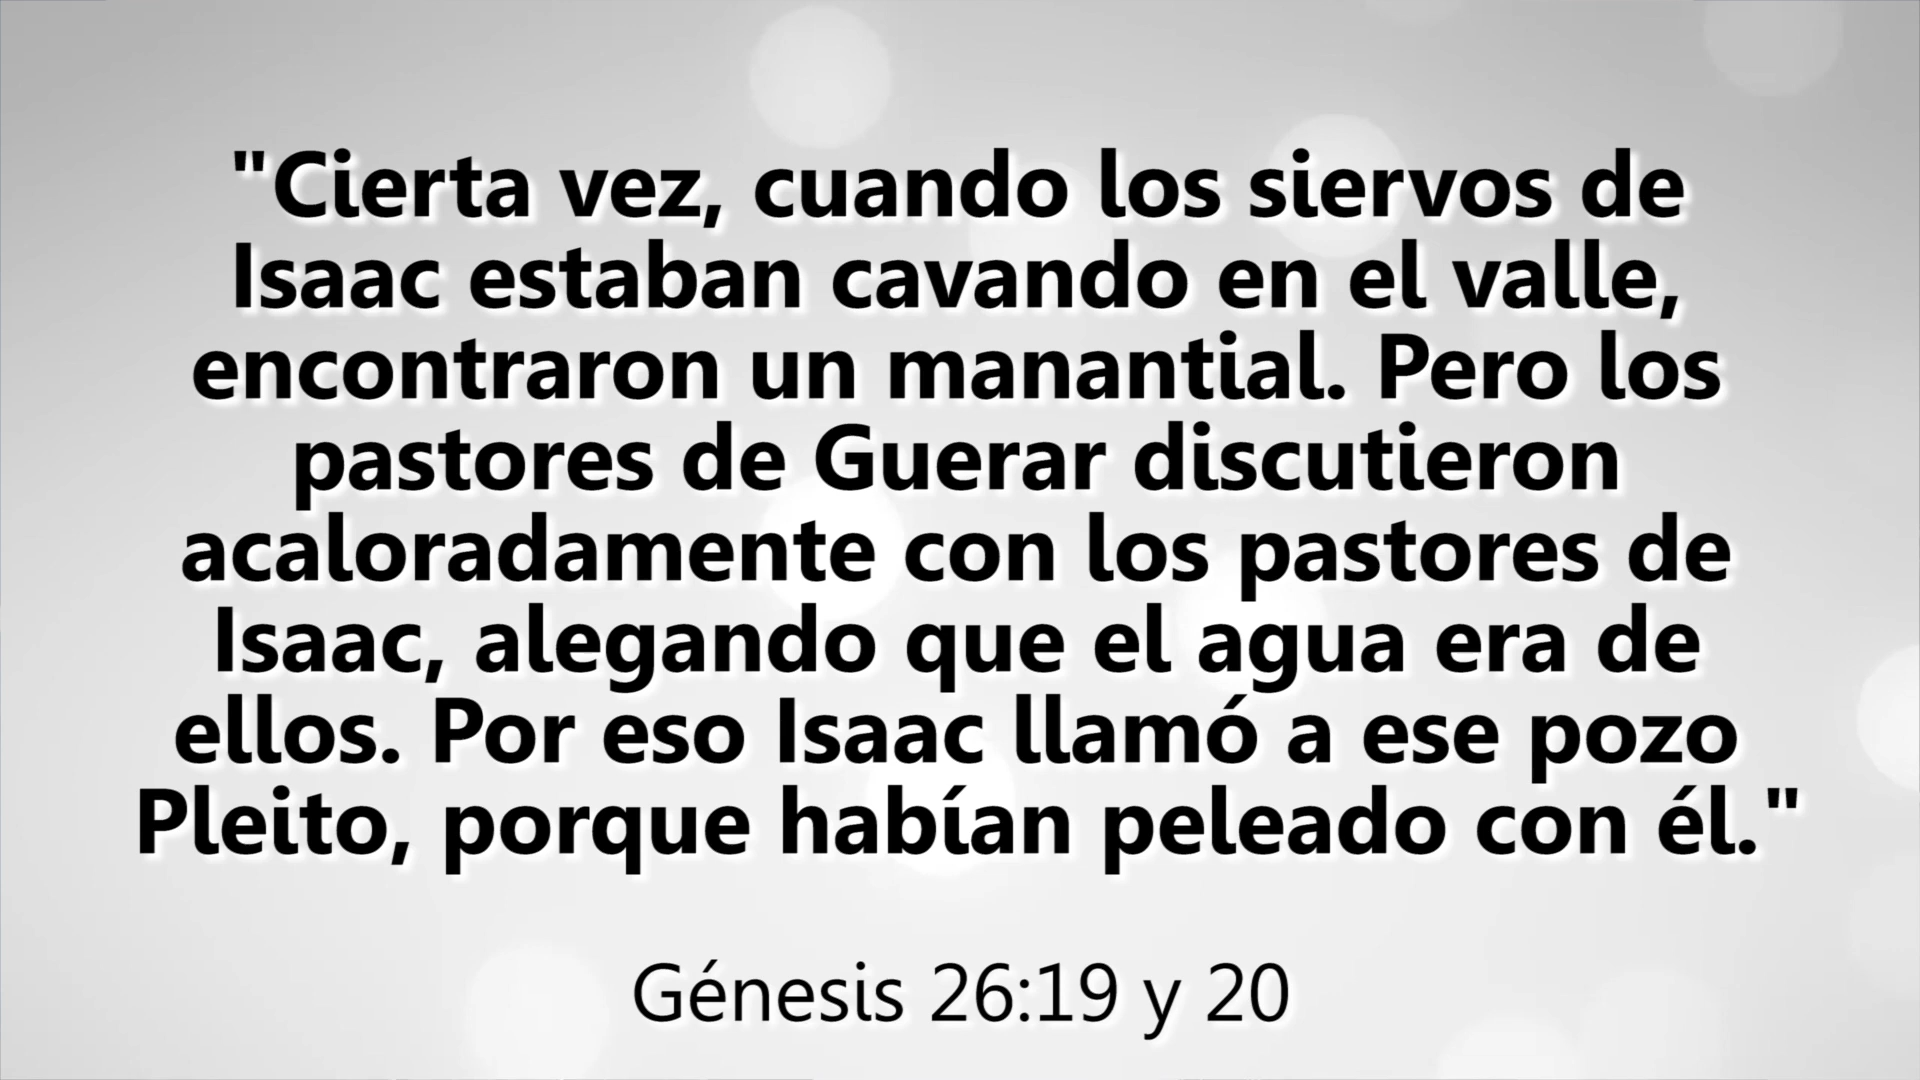 "Cierta vez, cuando los siervos de
Isaac estaban cavando en el valle,
encontraron un manantial. Pero los
pastores de Guerar discutieron
acaloradamente con los pastores de
Isaac, alegando que el agua era de
ellos. Por eso Isaac llamó a ese pozo
Pleito, porque habían peleado con él."
Génesis 26:19 y 20